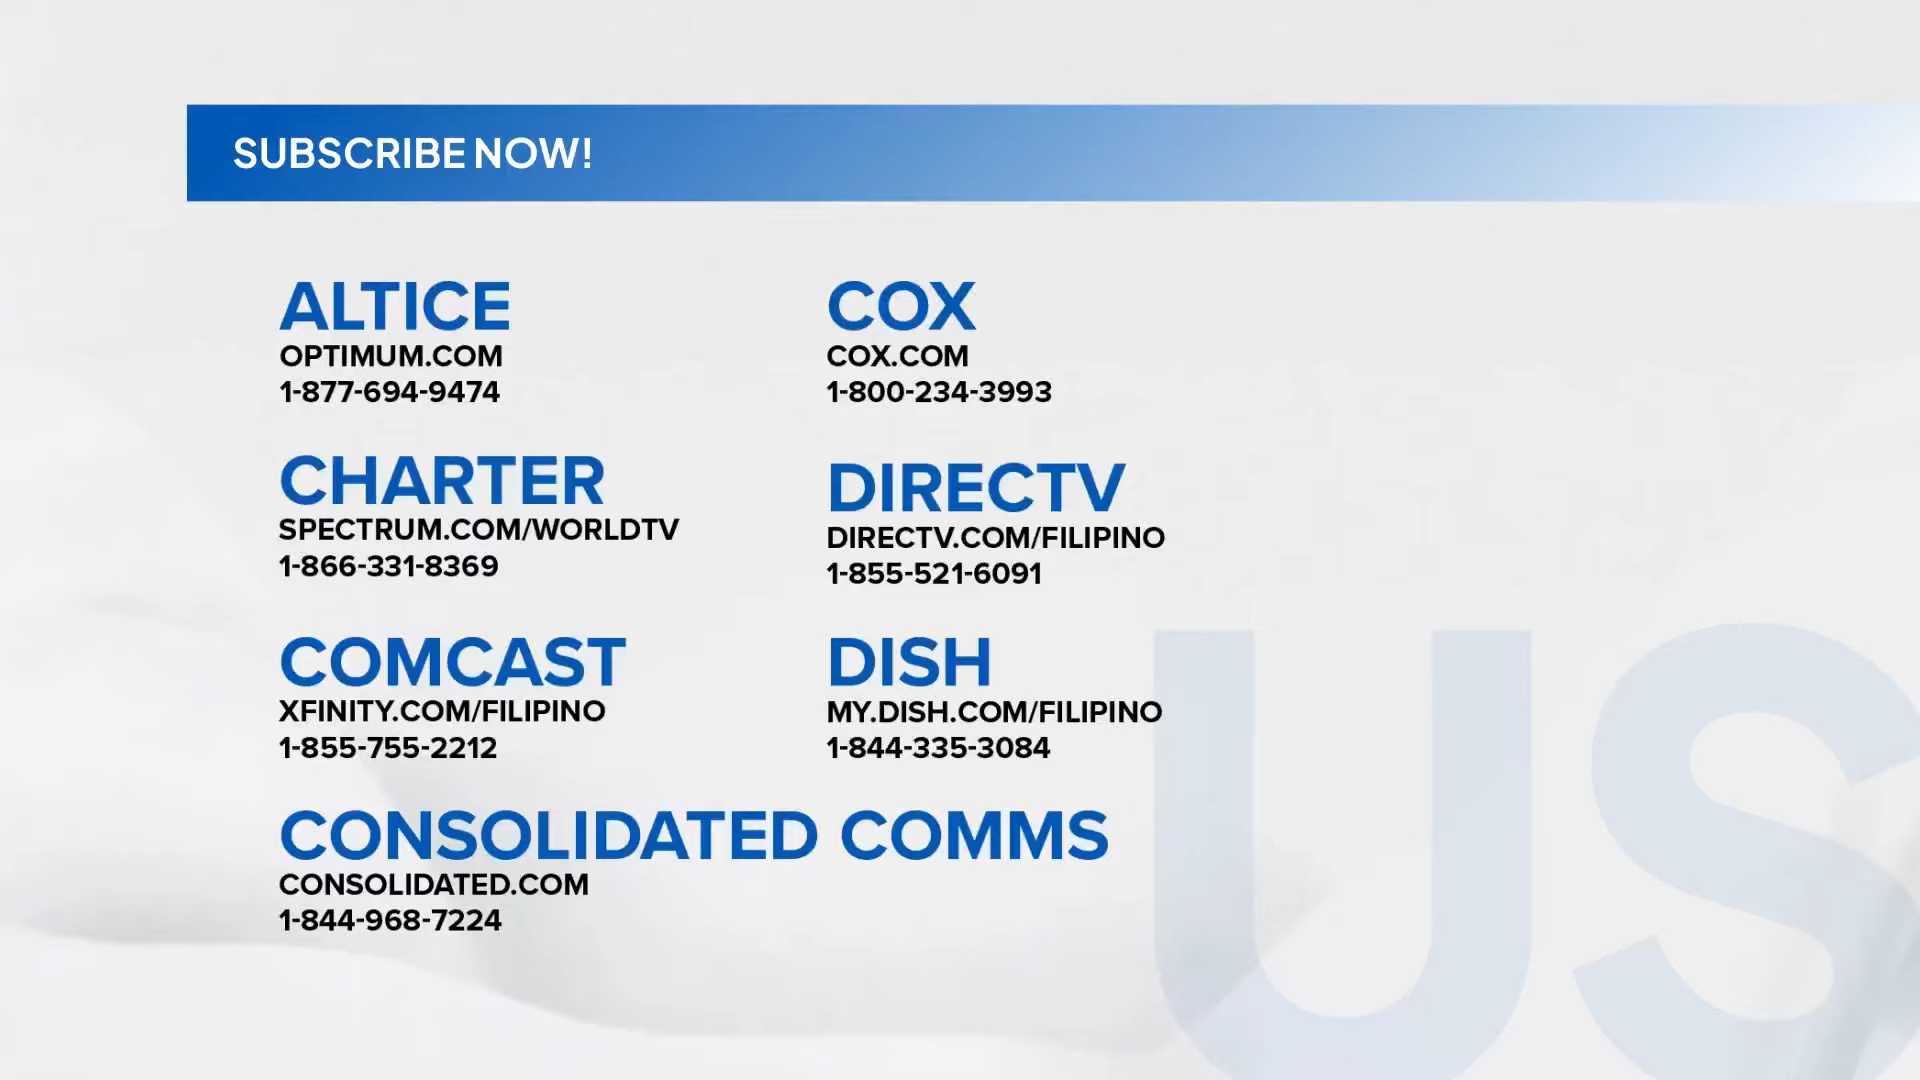 SUBSCRIBE NOW!
ALTICE
OPTIMUM.COM
1-877-694-9474
CHARTER
SPECTRUM.COM/WORLDTV
1-866-331-8369
COMCAST
XFINITY.COM/FILIPINO
1-855-755-2212
CONSOLIDATED COMMS
CONSOLIDATED.COM
1-844-968-7224
COX
COX.COM
1-800-234-3993
DIRECTV
DIRECTV.COM/FILIPINO
1-855-521-6091
DISH
MY.DISH.COM/FILIPINO
1-844-335-3084
US